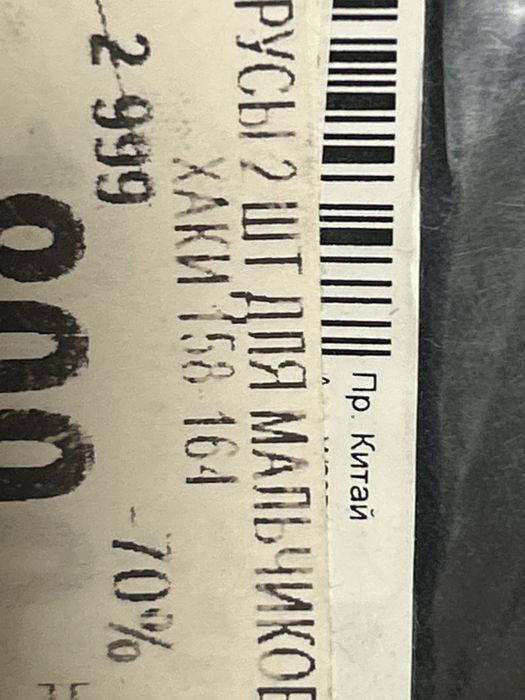 Пр. Китай
РУСЫ 2 ШТ ДЛЯ МАЛЬЧИКОВ
ХАКИ 158-164
2 999
-70%